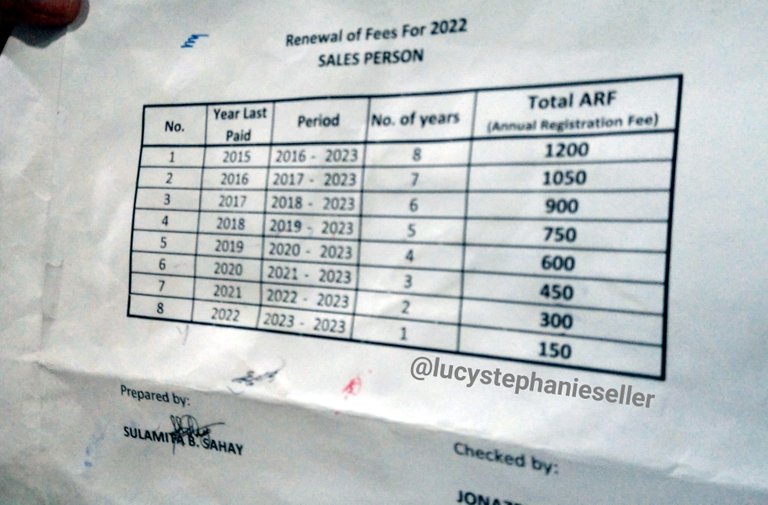 Renewal of Fees For 2022
SALES PERSON
No. Year Last Paid Period No. of years Total ARF (Annual Registration Fee)
1 2015 2016 - 2023 8 1200
2 2016 2017 - 2023 7 1050
3 2017 2018 - 2023 6 900
4 2018 2019 - 2023 5 750
5 2019 2020 - 2023 4 600
6 2020 2021 - 2023 3 450
7 2021 2022 - 2023 2 300
8 2022 2023 - 2023 1 150
@lucystephanieseller
Prepared by:
SULAMITA B. SAHAY
Checked by: